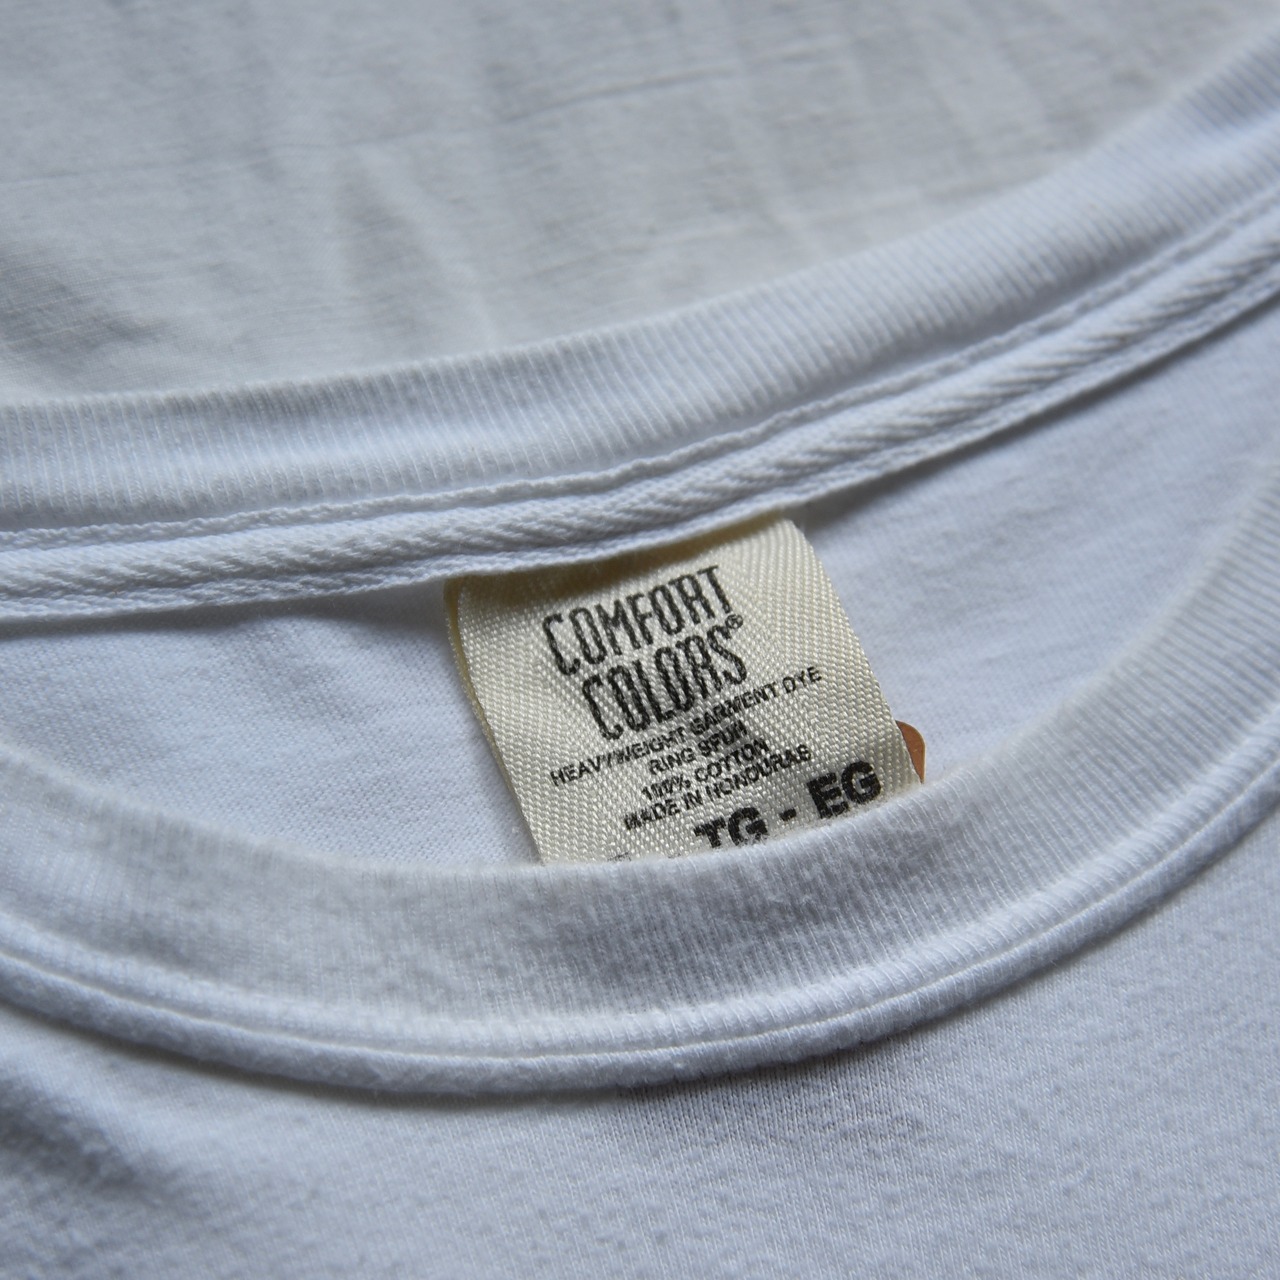 COMFORT
COLORS®
HEAVYWEIGHT GARMENT DYE
RING SPUN
100% COTTON
MADE IN HONDURAS
TG - EG